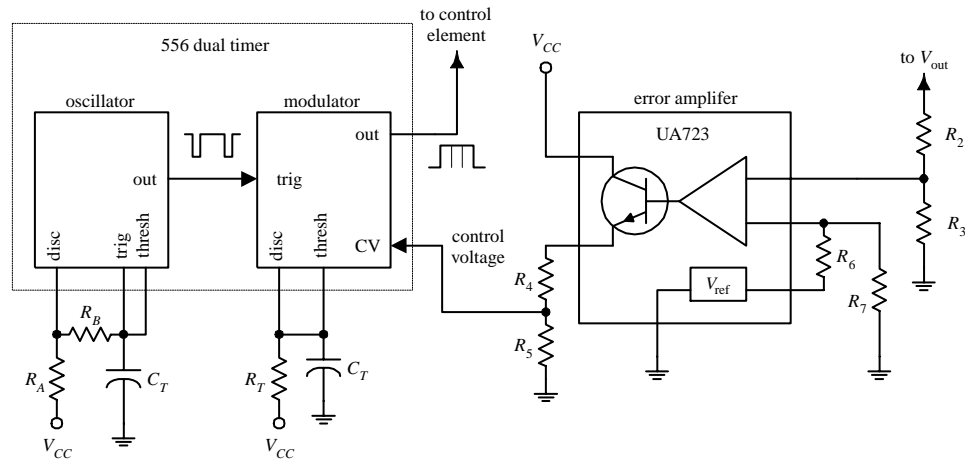 to control
element
556 dual timer
V_CC
to V_out
oscillator
modulator
error amplifer
UA723
out
R_2
out
trig
R_3
disc
trig
thresh
disc
thresh
CV
control
voltage
R_4
R_6
V_ref
R_7
R_B
R_5
R_A
C_T
R_T
C_T
V_CC
V_CC